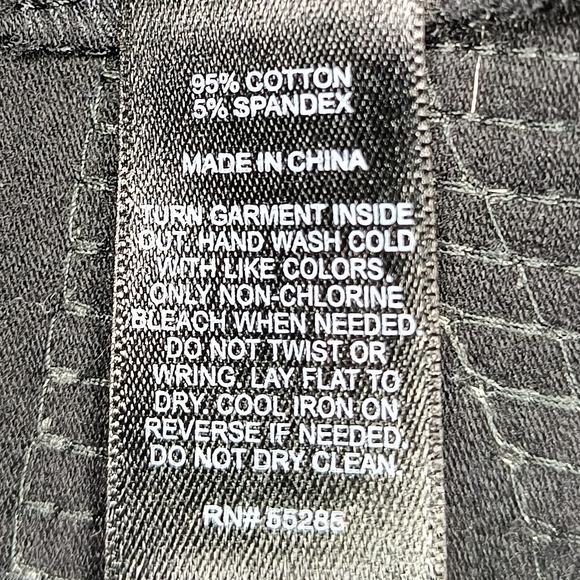 95% COTTON
5% SPANDEX
MADE IN CHINA
TURN GARMENT INSIDE
OUT. HAND WASH COLD
WITH LIKE COLORS.
ONLY NON-CHLORINE
BLEACH WHEN NEEDED.
DO NOT TWIST OR
WRING. LAY FLAT TO
DRY. COOL IRON ON
REVERSE IF NEEDED.
DO NOT DRY CLEAN.
RN# 55285